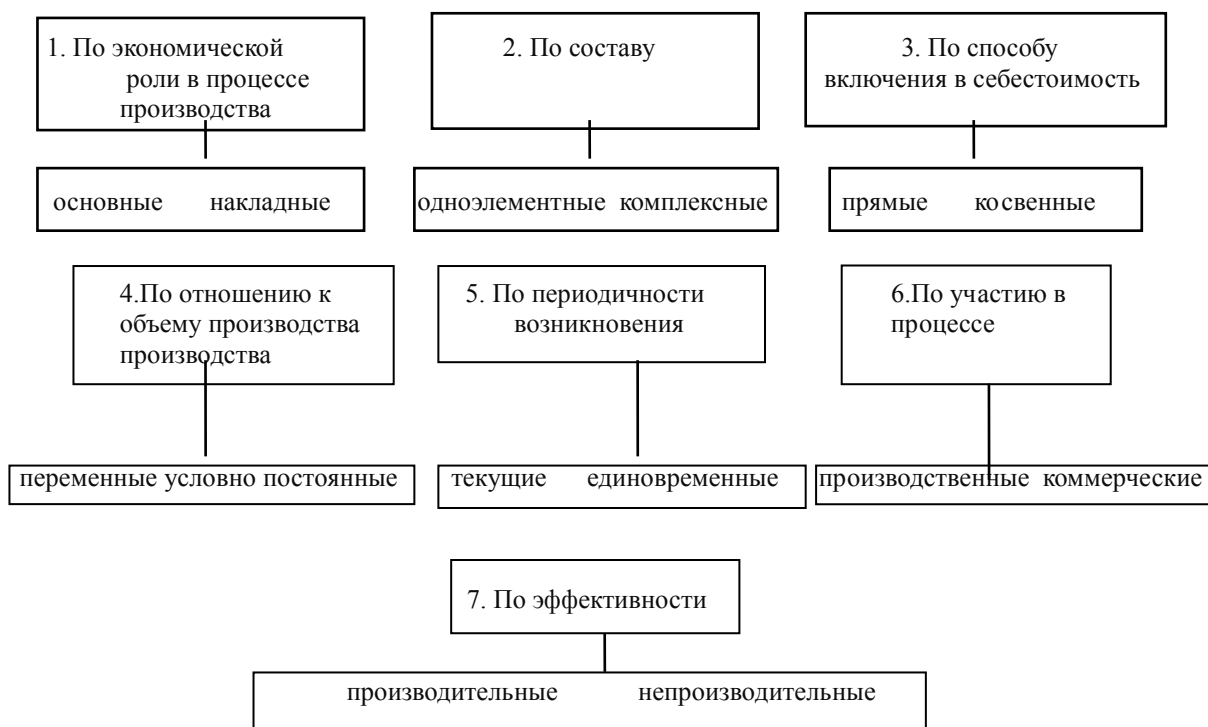 1. По экономической
роли в процессе
производства
2. По составу
3. По способу
включения в себестоимость
основные накладные
одноэлементные комплексные
прямые косвенные
4.По отношению к
объему производства
производства
5. По периодичности
возникновения
6.По участию в
процессе
переменные условно постоянные
текущие единовременные
производственные коммерческие
7. По эффективности
производительные непроизводительные